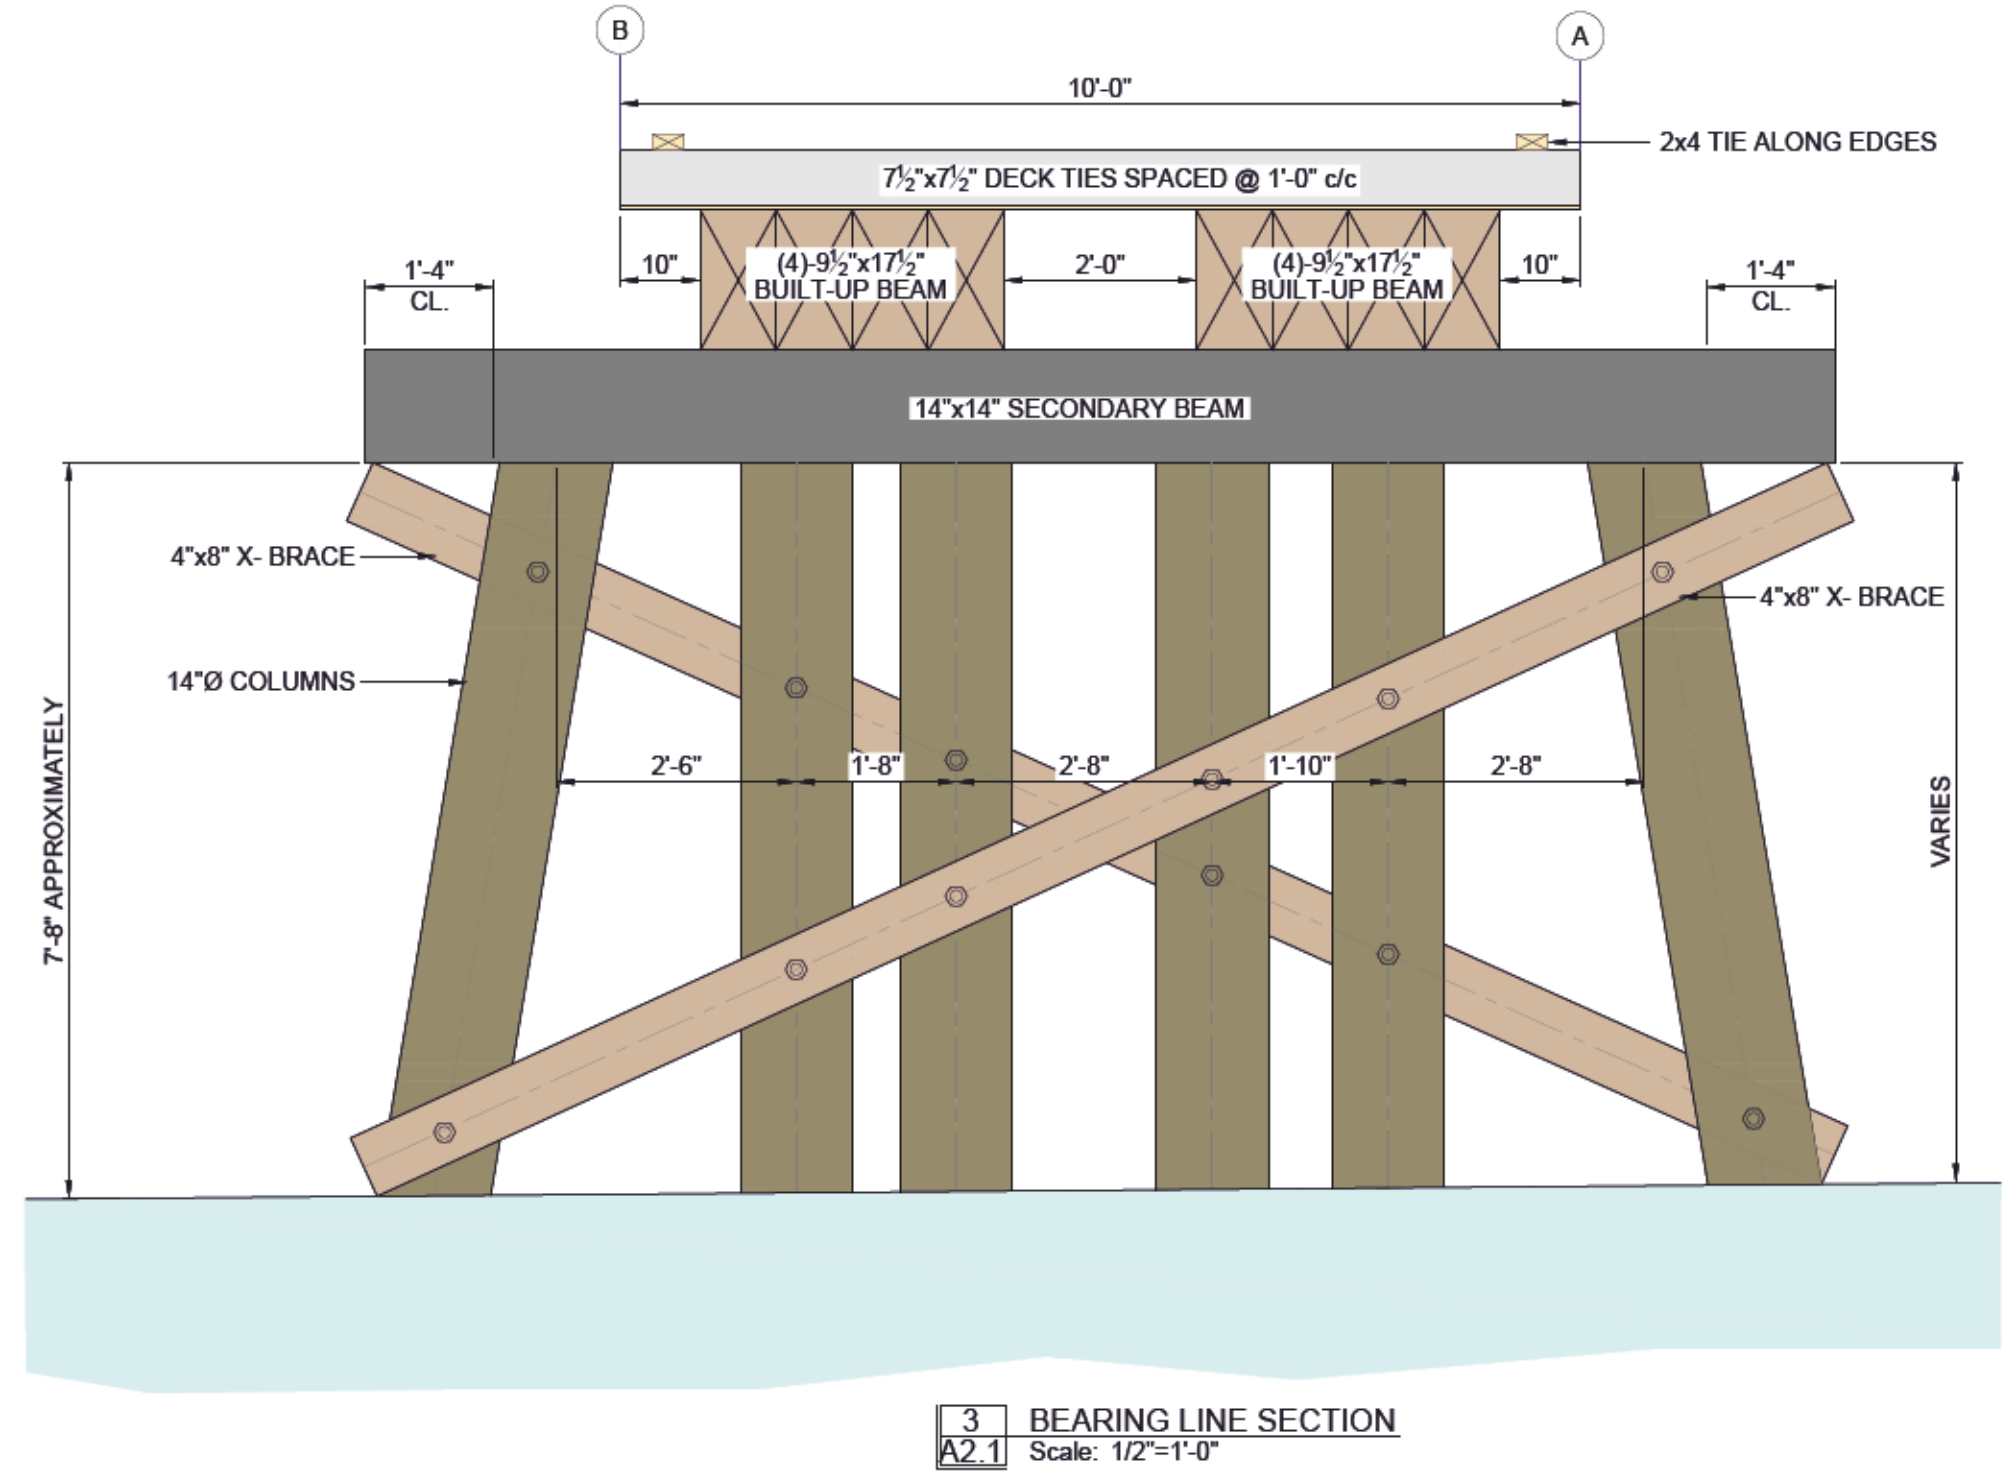 B
A
10'-0"
2x4 TIE ALONG EDGES
7½"x7½" DECK TIES SPACED @ 1'-0" c/c
1'-4"
CL.
10"
(4)-9½"x17½"
BUILT-UP BEAM
2'-0"
(4)-9½"x17½"
BUILT-UP BEAM
10"
1'-4"
CL.
14"x14" SECONDARY BEAM
4"x8" X- BRACE
4"x8" X- BRACE
14"Ø COLUMNS
2'-6"
1'-8"
2'-8"
1'-10"
2'-8"
7'-8" APPROXIMATELY
VARIES
3
BEARING LINE SECTION
A2.1
Scale: 1/2"=1'-0"